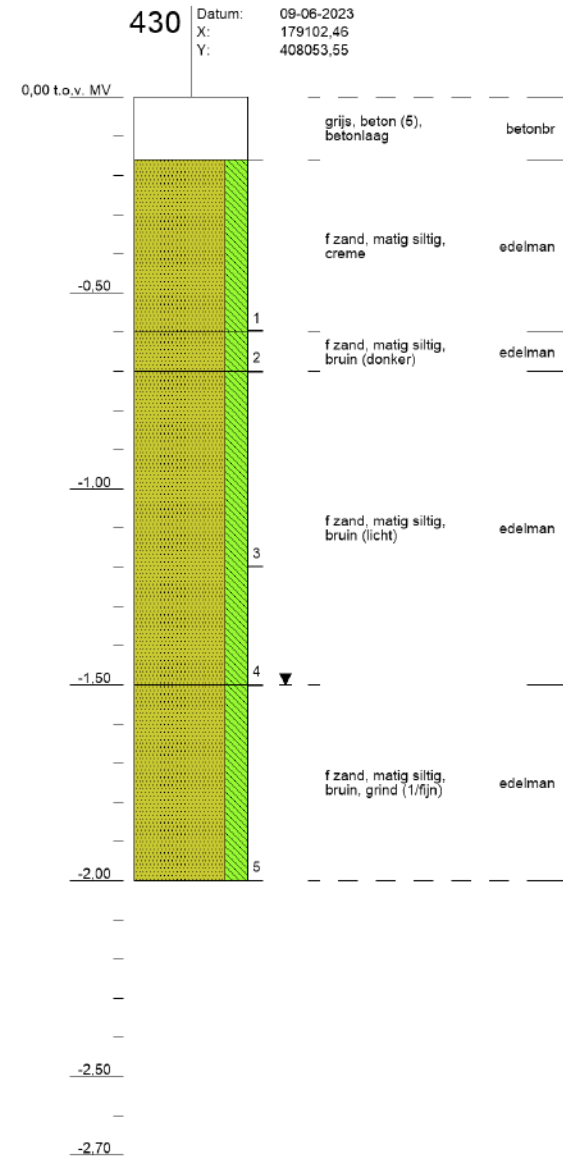 430
Datum: 09-06-2023
X: 179102,46
Y: 408053,55
0,00 t.o.v. MV
grijs, beton (5), betonbr
betonlaag
f zand, matig siltig, edelman
creme
-0,50
1
f zand, matig siltig, edelman
bruin (donker)
2
-1,00
f zand, matig siltig, edelman
bruin (licht)
3
4
-1,50
f zand, matig siltig, edelman
bruin, grind (1/fijn)
5
-2,00
-2,50
-2,70